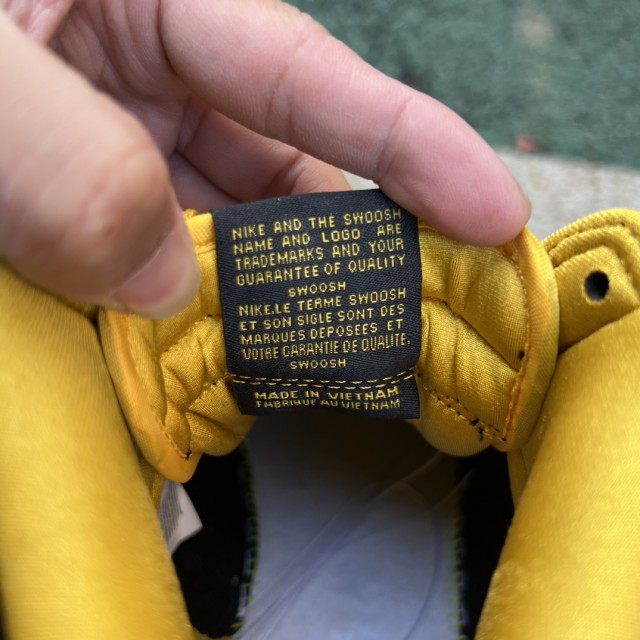 NIKE AND THE SWOOSH
NAME AND LOGO ARE
TRADEMARKS AND YOUR
GUARANTEE OF QUALITY
SWOOSH
NIKE.LE TERME SWOOSH
ET SON SIGLE SONT DES
MARQUES DEPOSEES ET
VOTRE GARANTIE DE QUALITE.
SWOOSH
MADE IN VIETNAM
FABRIQUE AU VIETNAM